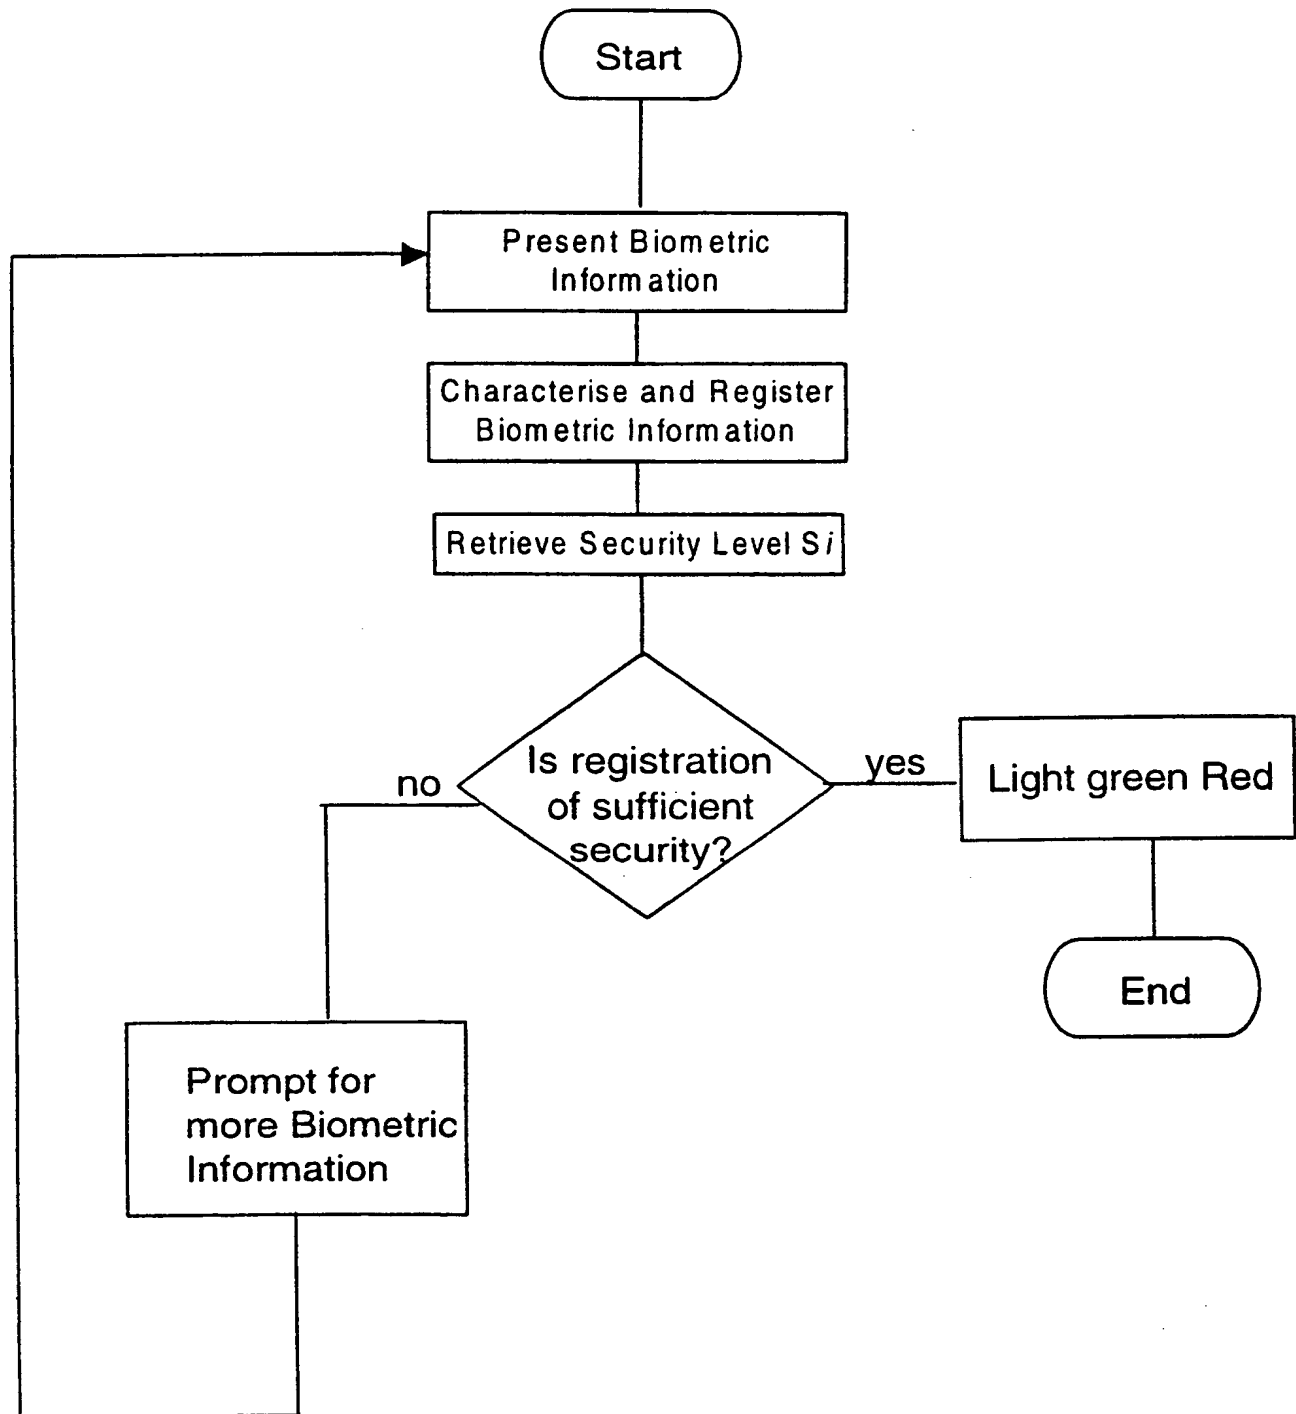 Start
Present Biometric
Information
Characterise and Register
Biometric Information
Retrieve Security Level Si
Is registration
of sufficient
security?
no
yes
Light green Red
End
Prompt for
more Biometric
Information